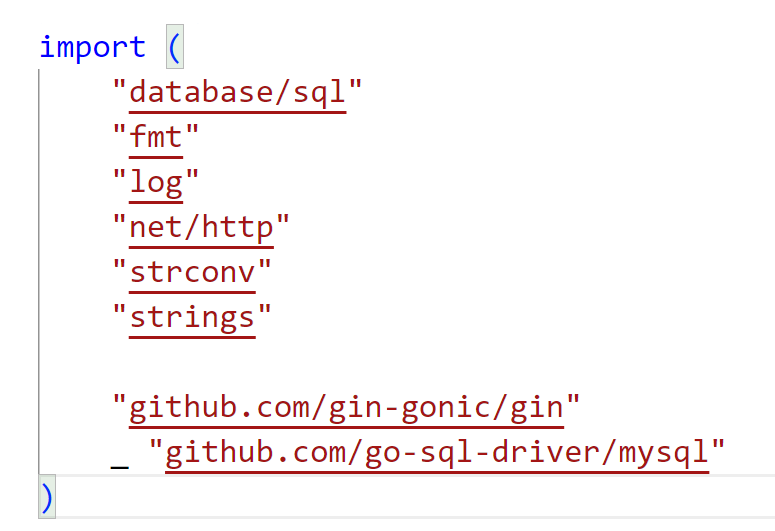 import (
"database/sql"
"fmt"
"log"
"net/http"
"strconv"
"strings"
"github.com/gin-gonic/gin"
_ "github.com/go-sql-driver/mysql"
)